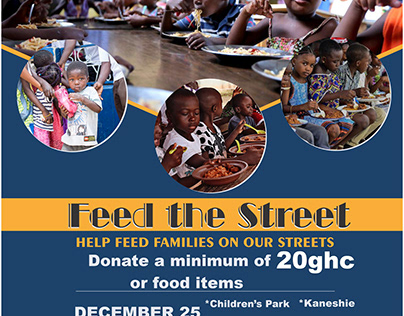 Feed the Street
HELP FEED FAMILIES ON OUR STREETS
Donate a minimum of 20ghc
or food items
DECEMBER 25 *Children's Park *Kaneshie